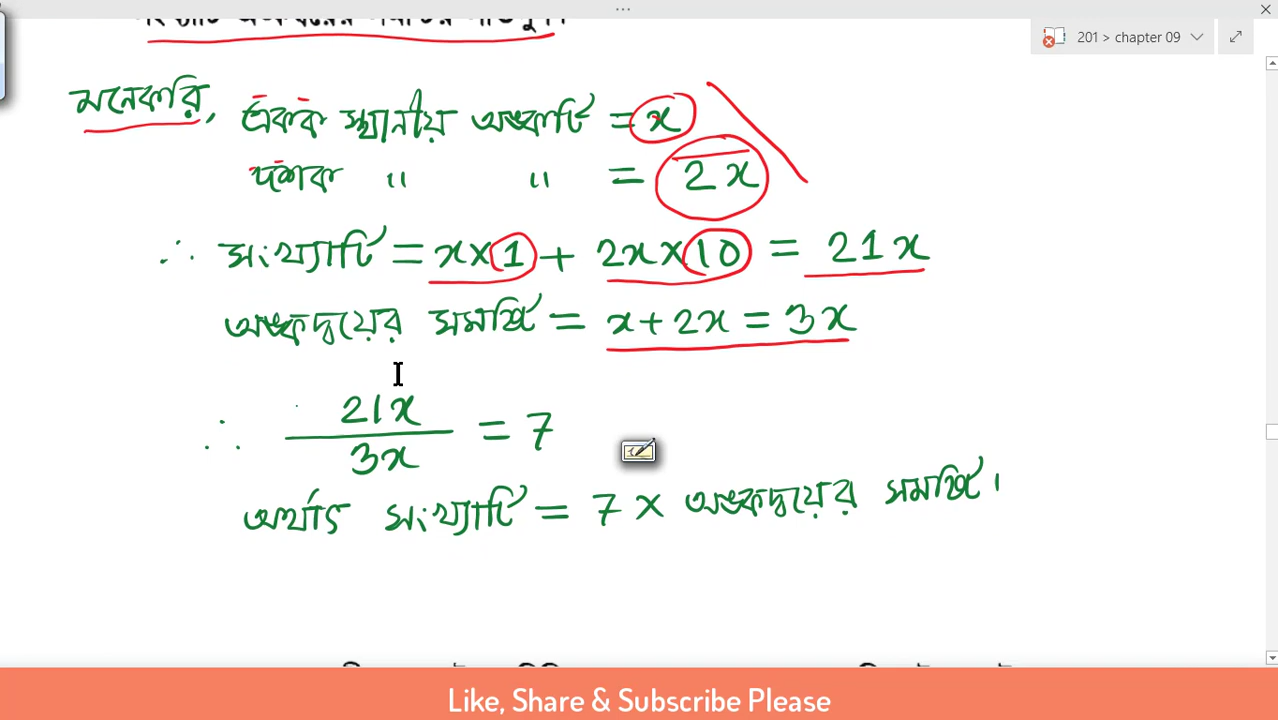 201 > chapter 09
মনেকরি, একক স্থানীয় অঙ্কটি = x
দশক " " = 2x
∴ সংখ্যাটি = x×1 + 2x×10 = 21x
অঙ্কদ্বয়ের সমষ্টি = x+2x = 3x
∴ 21x/3x = 7
অর্থাৎ সংখ্যাটি = 7 × অঙ্কদ্বয়ের সমষ্টি।
Like, Share & Subscribe Please